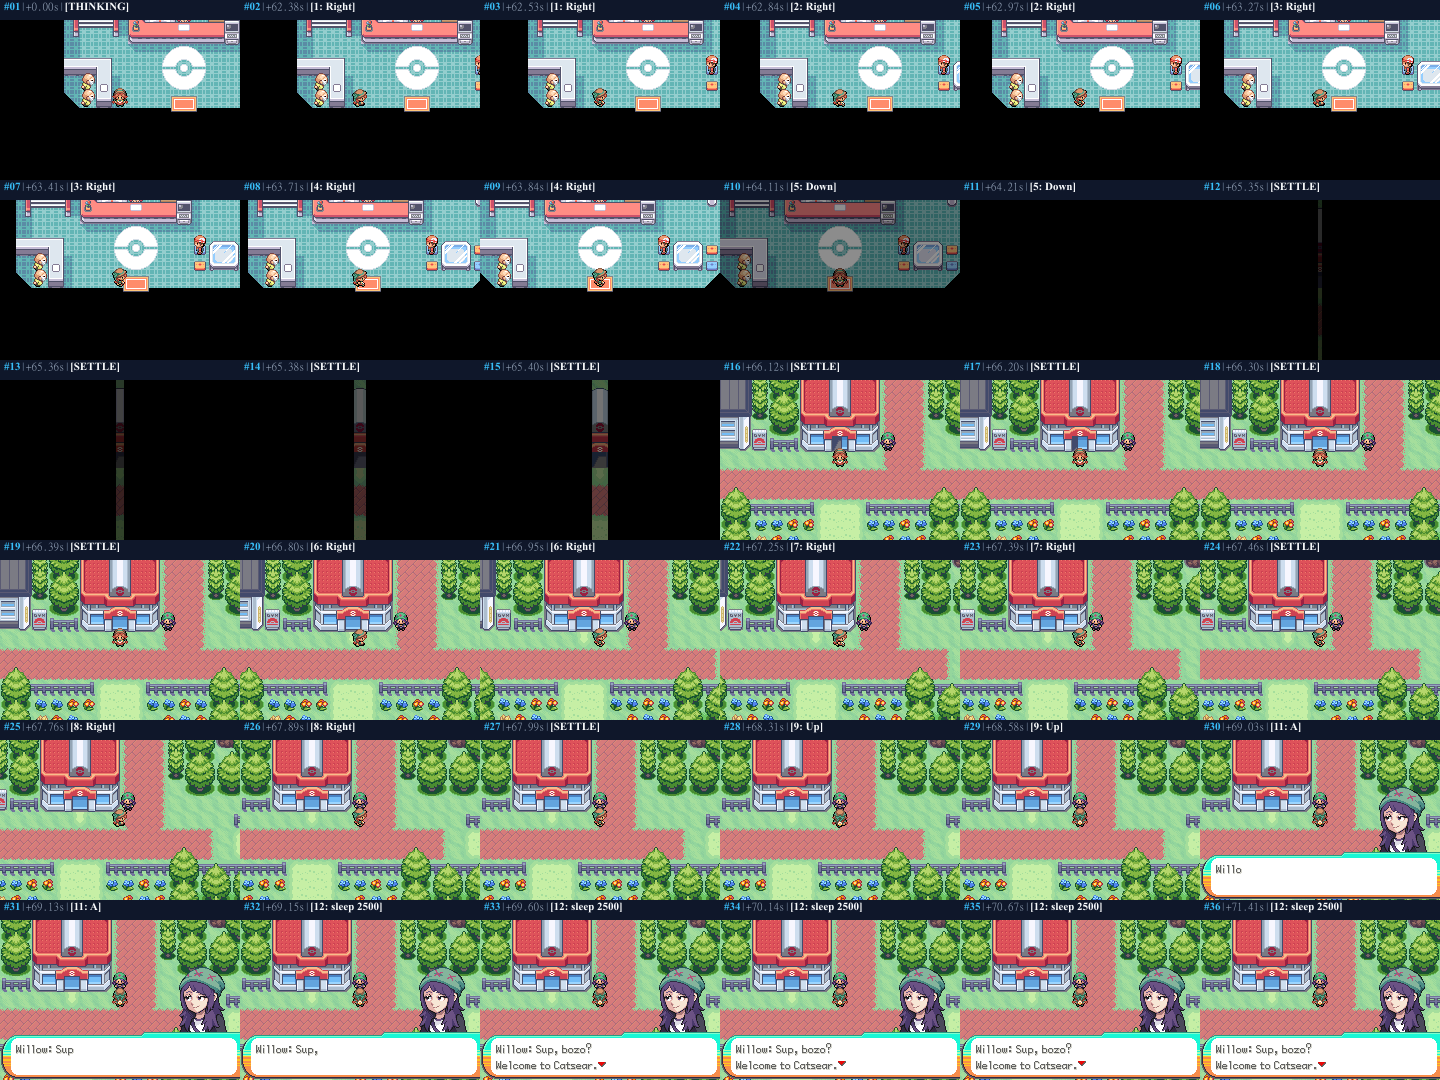 #01 | +0.00s | [THINKING]
#02 | +62.38s | [1: Right]
#03 | +62.53s | [1: Right]
#04 | +62.84s | [2: Right]
#05 | +62.97s | [2: Right]
#06 | +63.27s | [3: Right]
#07 | +63.41s | [3: Right]
#08 | +63.71s | [4: Right]
#09 | +63.84s | [4: Right]
#10 | +64.11s | [5: Down]
#11 | +64.21s | [5: Down]
#12 | +65.35s | [SETTLE]
#13 | +65.36s | [SETTLE]
#14 | +65.38s | [SETTLE]
#15 | +65.40s | [SETTLE]
#16 | +66.12s | [SETTLE]
#17 | +66.20s | [SETTLE]
#18 | +66.30s | [SETTLE]
GYM
GYM
GYM
#19 | +66.39s | [SETTLE]
#20 | +66.80s | [6: Right]
#21 | +66.95s | [6: Right]
#22 | +67.25s | [7: Right]
#23 | +67.39s | [7: Right]
#24 | +67.46s | [SETTLE]
GYM
GYM
GYM
GYM
GYM
GYM
#25 | +67.76s | [8: Right]
#26 | +67.89s | [8: Right]
#27 | +67.99s | [SETTLE]
#28 | +68.31s | [9: Up]
#29 | +68.58s | [9: Up]
#30 | +69.03s | [11: A]
Willo
#31 | +69.13s | [11: A]
#32 | +69.15s | [12: sleep 2500]
#33 | +69.60s | [12: sleep 2500]
#34 | +70.14s | [12: sleep 2500]
#35 | +70.67s | [12: sleep 2500]
#36 | +71.41s | [12: sleep 2500]
Willow: Sup
Willow: Sup,
Willow: Sup, bozo?
Welcome to Catsear.
Willow: Sup, bozo?
Welcome to Catsear.
Willow: Sup, bozo?
Welcome to Catsear.
Willow: Sup, bozo?
Welcome to Catsear.